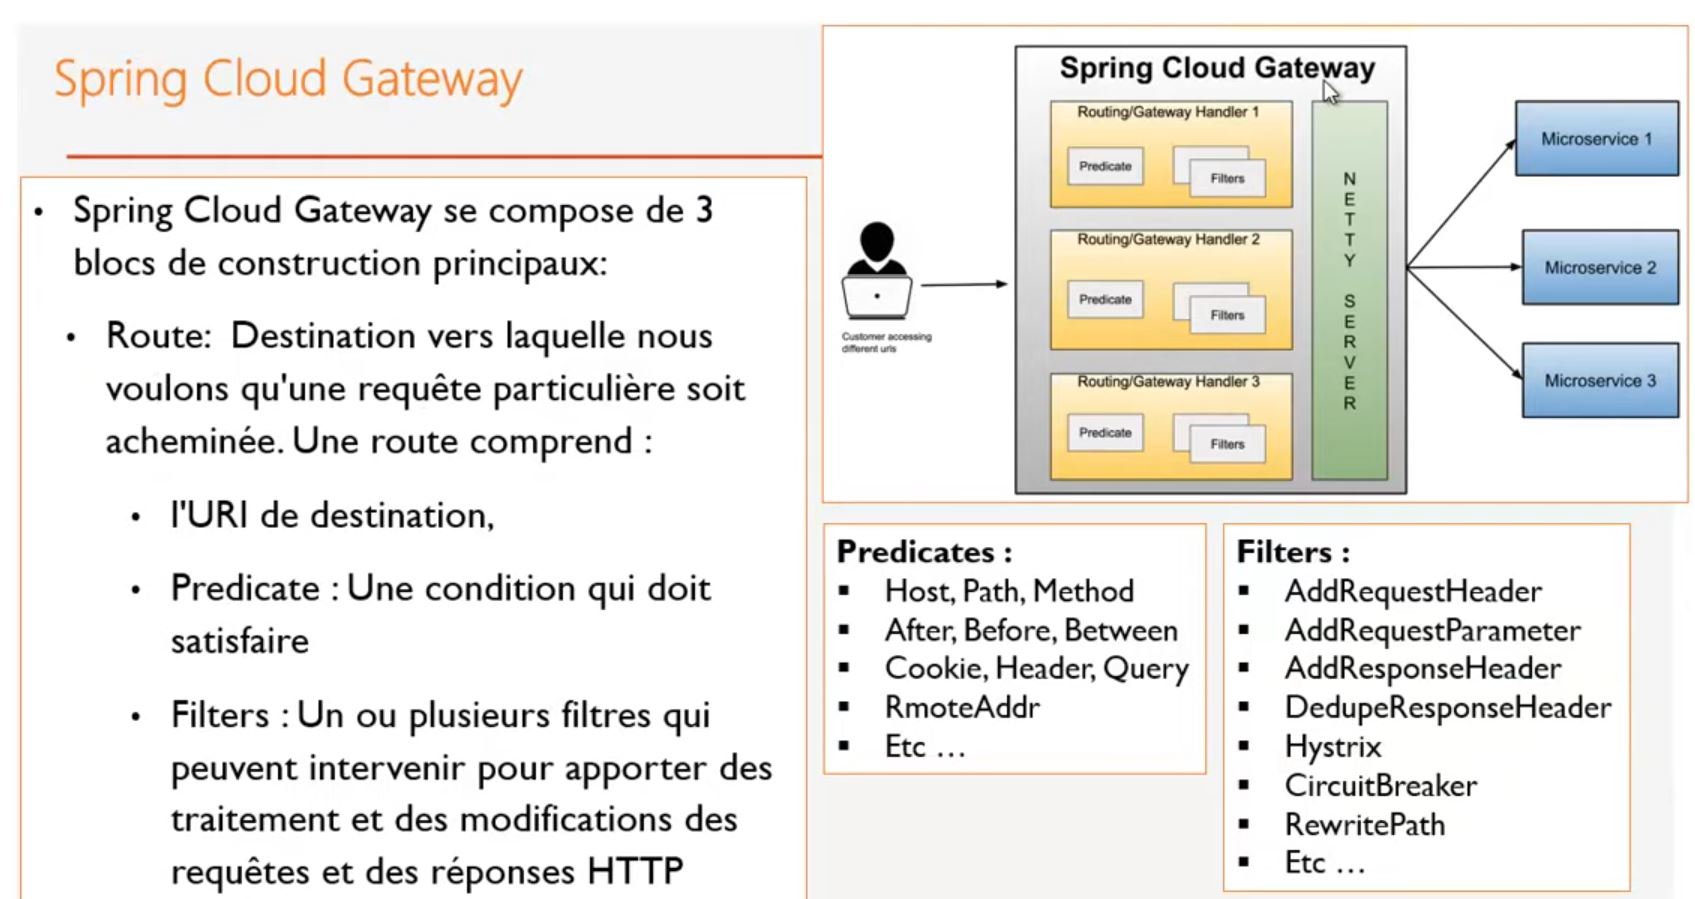 Spring Cloud Gateway
• Spring Cloud Gateway se compose de 3
blocs de construction principaux:
• Route: Destination vers laquelle nous
voulons qu'une requête particulière soit
acheminée. Une route comprend :
• l'URI de destination,
• Predicate : Une condition qui doit
satisfaire
• Filters : Un ou plusieurs filtres qui
peuvent intervenir pour apporter des
traitement et des modifications des
requêtes et des réponses HTTP
Customer accessing
different urls
Spring Cloud Gateway
Routing/Gateway Handler 1
Predicate
Filters
Routing/Gateway Handler 2
Predicate
Filters
Routing/Gateway Handler 3
Predicate
Filters
NETTY SERVER
Microservice 1
Microservice 2
Microservice 3
Predicates :
▪ Host, Path, Method
▪ After, Before, Between
▪ Cookie, Header, Query
▪ RmoteAddr
▪ Etc …
Filters :
▪ AddRequestHeader
▪ AddRequestParameter
▪ AddResponseHeader
▪ DedupeResponseHeader
▪ Hystrix
▪ CircuitBreaker
▪ RewritePath
▪ Etc …